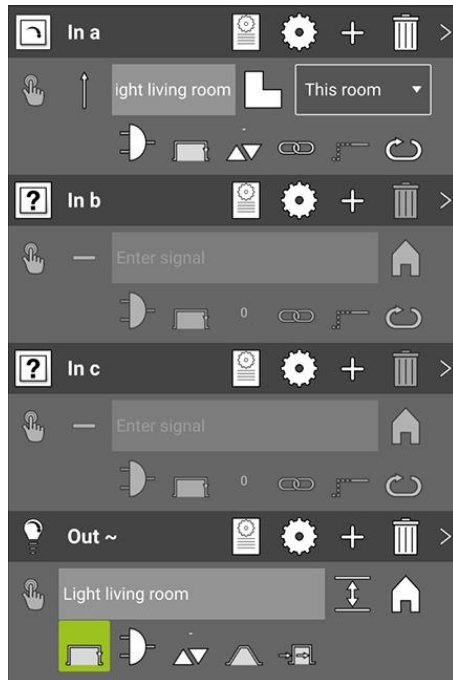 In a
ight living room
This room
-
In b
Enter signal
0
In c
Enter signal
0
Out ~
Light living room
-